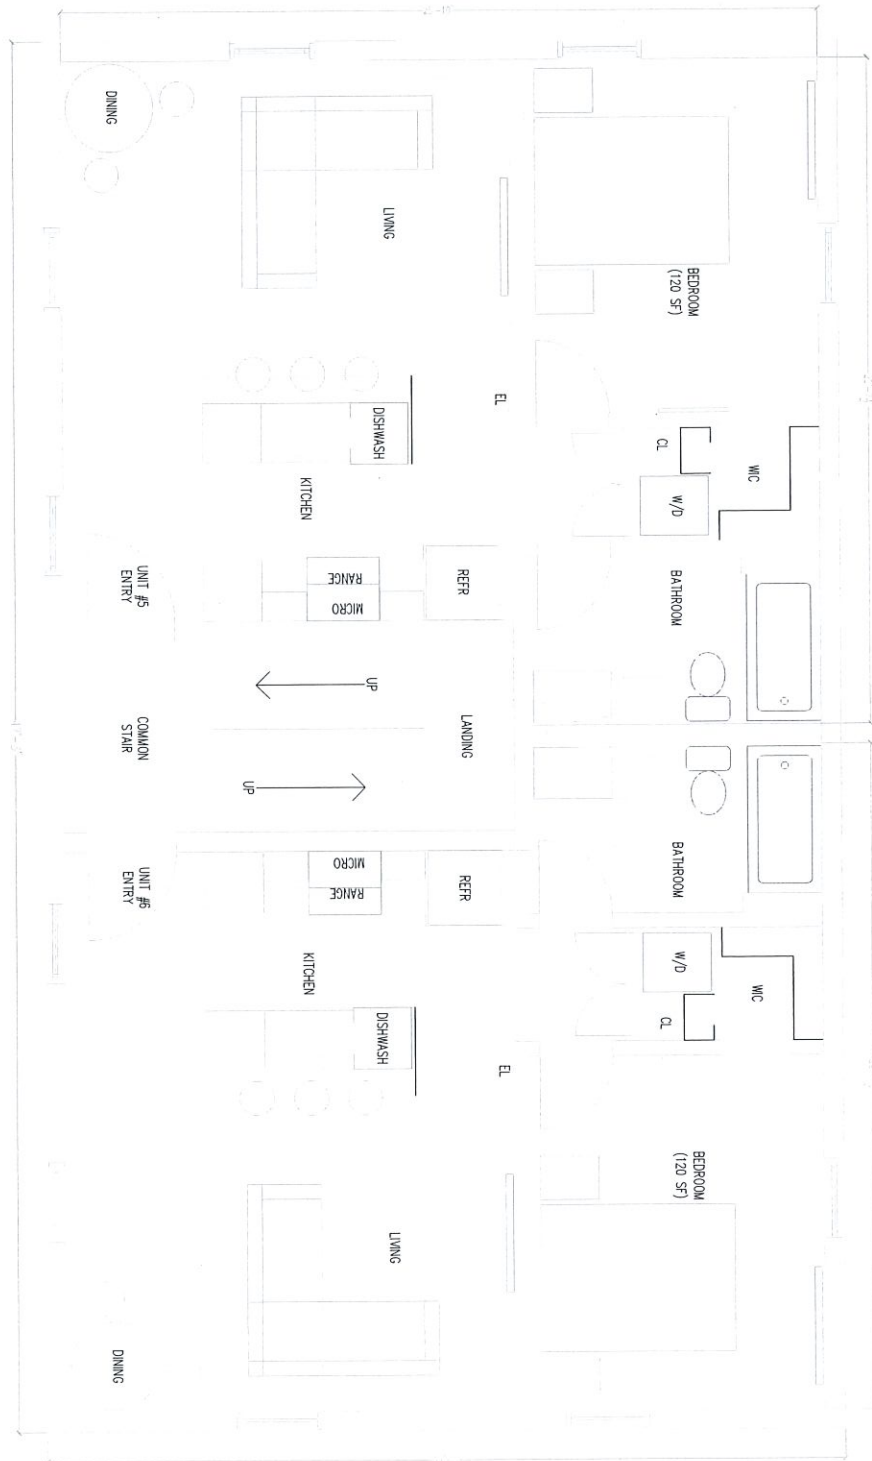 DINING
LIVING
BEDROOM
(120 SF)
EL
DISHWASH
CL
WIC
KITCHEN
W/D
UNIT #5
ENTRY
RANGE
MICRO
REFR
BATHROOM
UP
COMMON
STAIR
LANDING
UP
UNIT #6
ENTRY
MICRO
RANGE
REFR
BATHROOM
KITCHEN
W/D
WIC
DISHWASH
CL
EL
BEDROOM
(120 SF)
LIVING
DINING